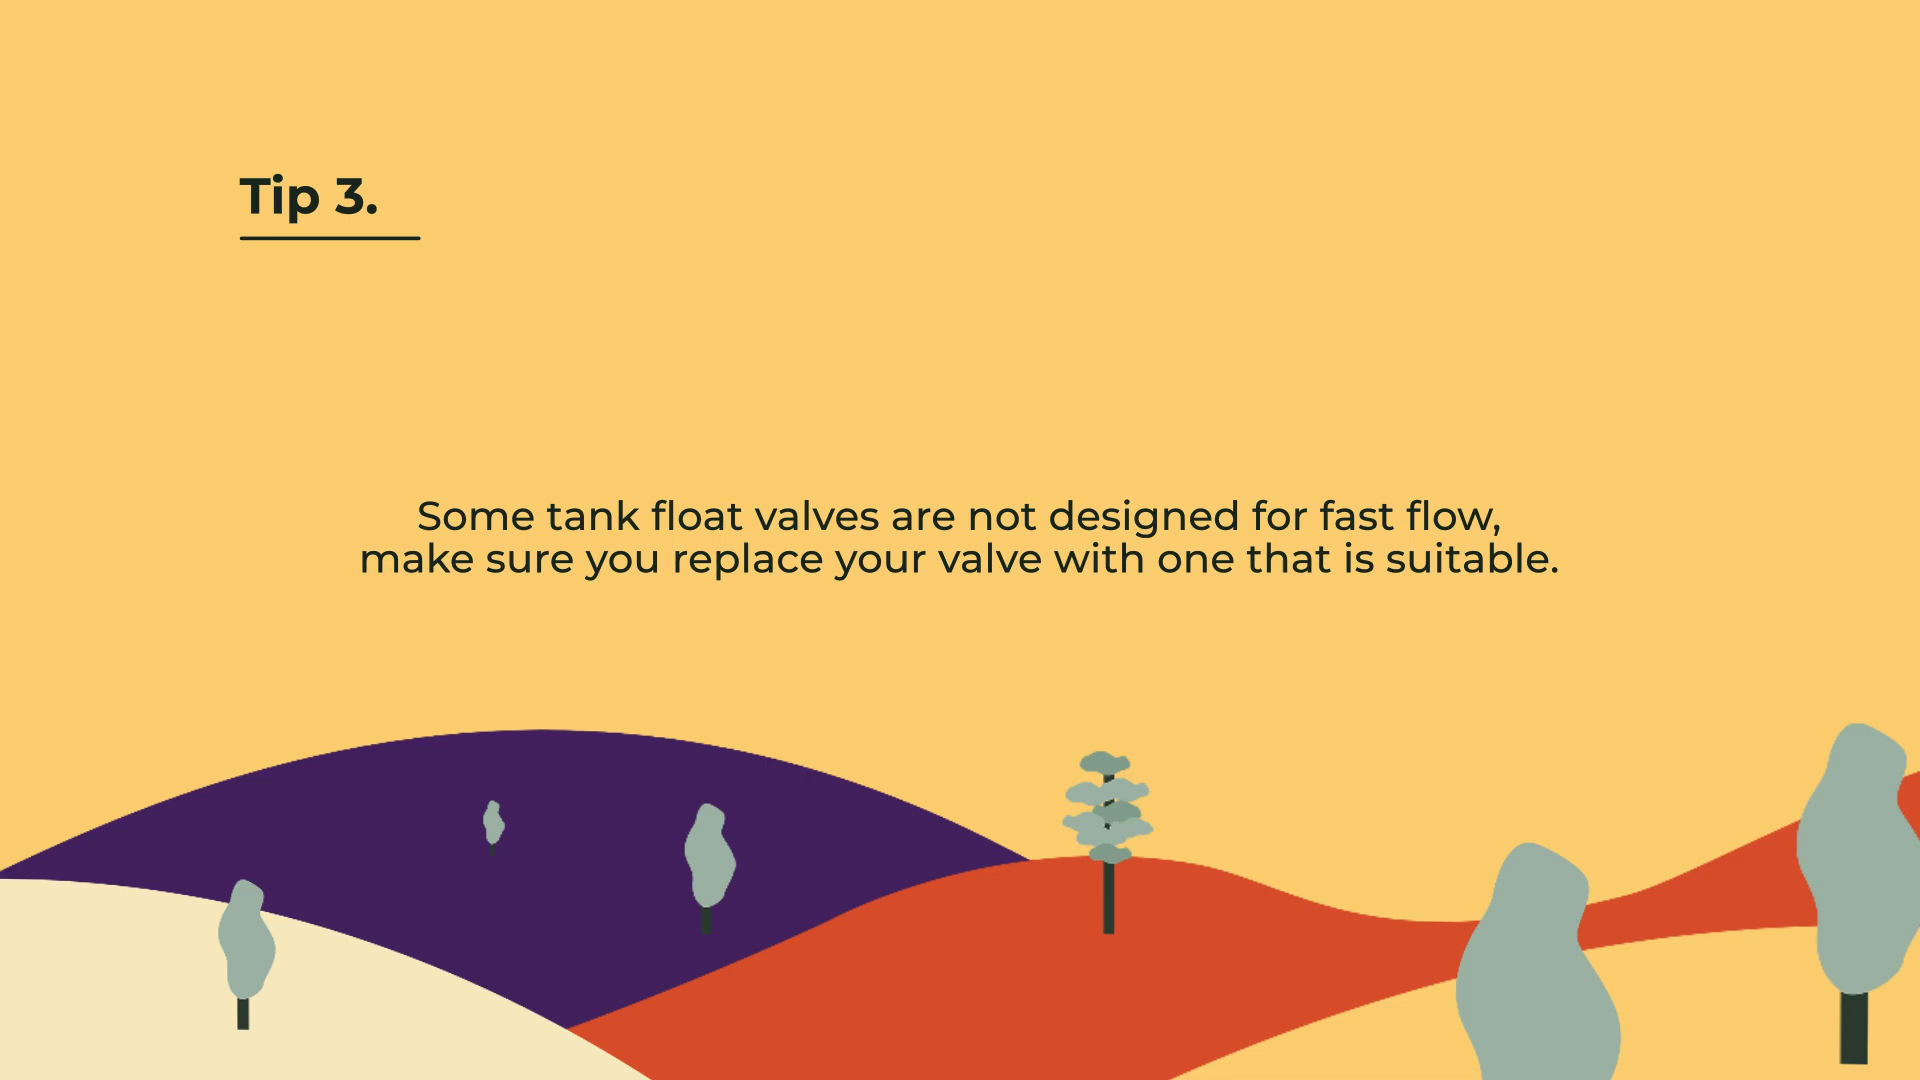 Tip 3.
Some tank float valves are not designed for fast flow,
make sure you replace your valve with one that is suitable.